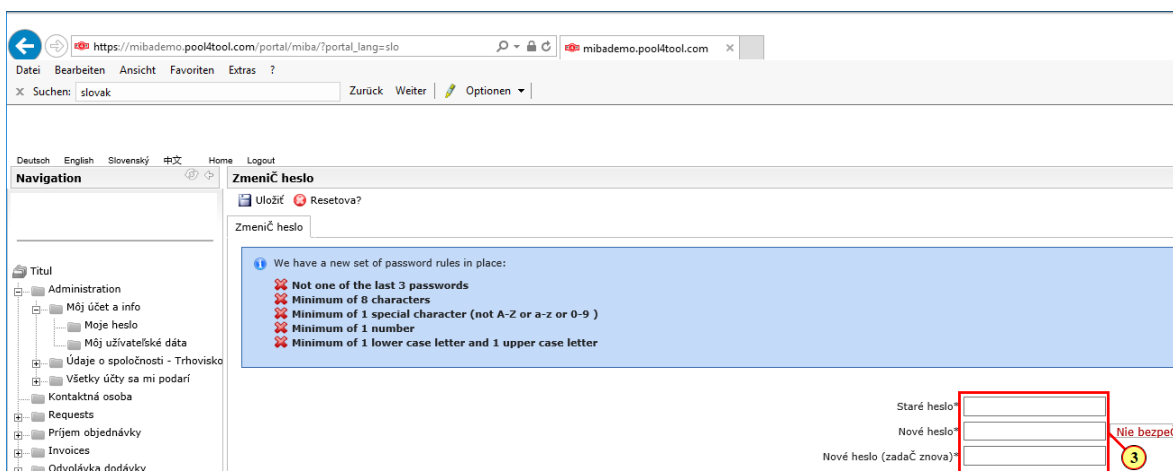 https://mibademo.pool4tool.com/portal/miba/?portal_lang=slo
mibademo.pool4tool.com
Datei Bearbeiten Ansicht Favoriten Extras ?
Suchen: slovak Zurück Weiter Optionen
Deutsch English Slovenský 中文 Home Logout
Navigation
ZmeniČ heslo
Uložiť Resetova?
ZmeniČ heslo
We have a new set of password rules in place:
Not one of the last 3 passwords
Minimum of 8 characters
Minimum of 1 special character (not A-Z or a-z or 0-9 )
Minimum of 1 number
Minimum of 1 lower case letter and 1 upper case letter
Titul
Administration
Môj účet a info
Moje heslo
Môj užívateľské dáta
Údaje o spoločnosti - Trhovisko
Všetky účty sa mi podarí
Kontaktná osoba
Requests
Príjem objednávky
Invoices
Odvolávka dodávky
Staré heslo*
Nové heslo*
Nie bezpeČ
Nové heslo (zadaČ znova)*
3